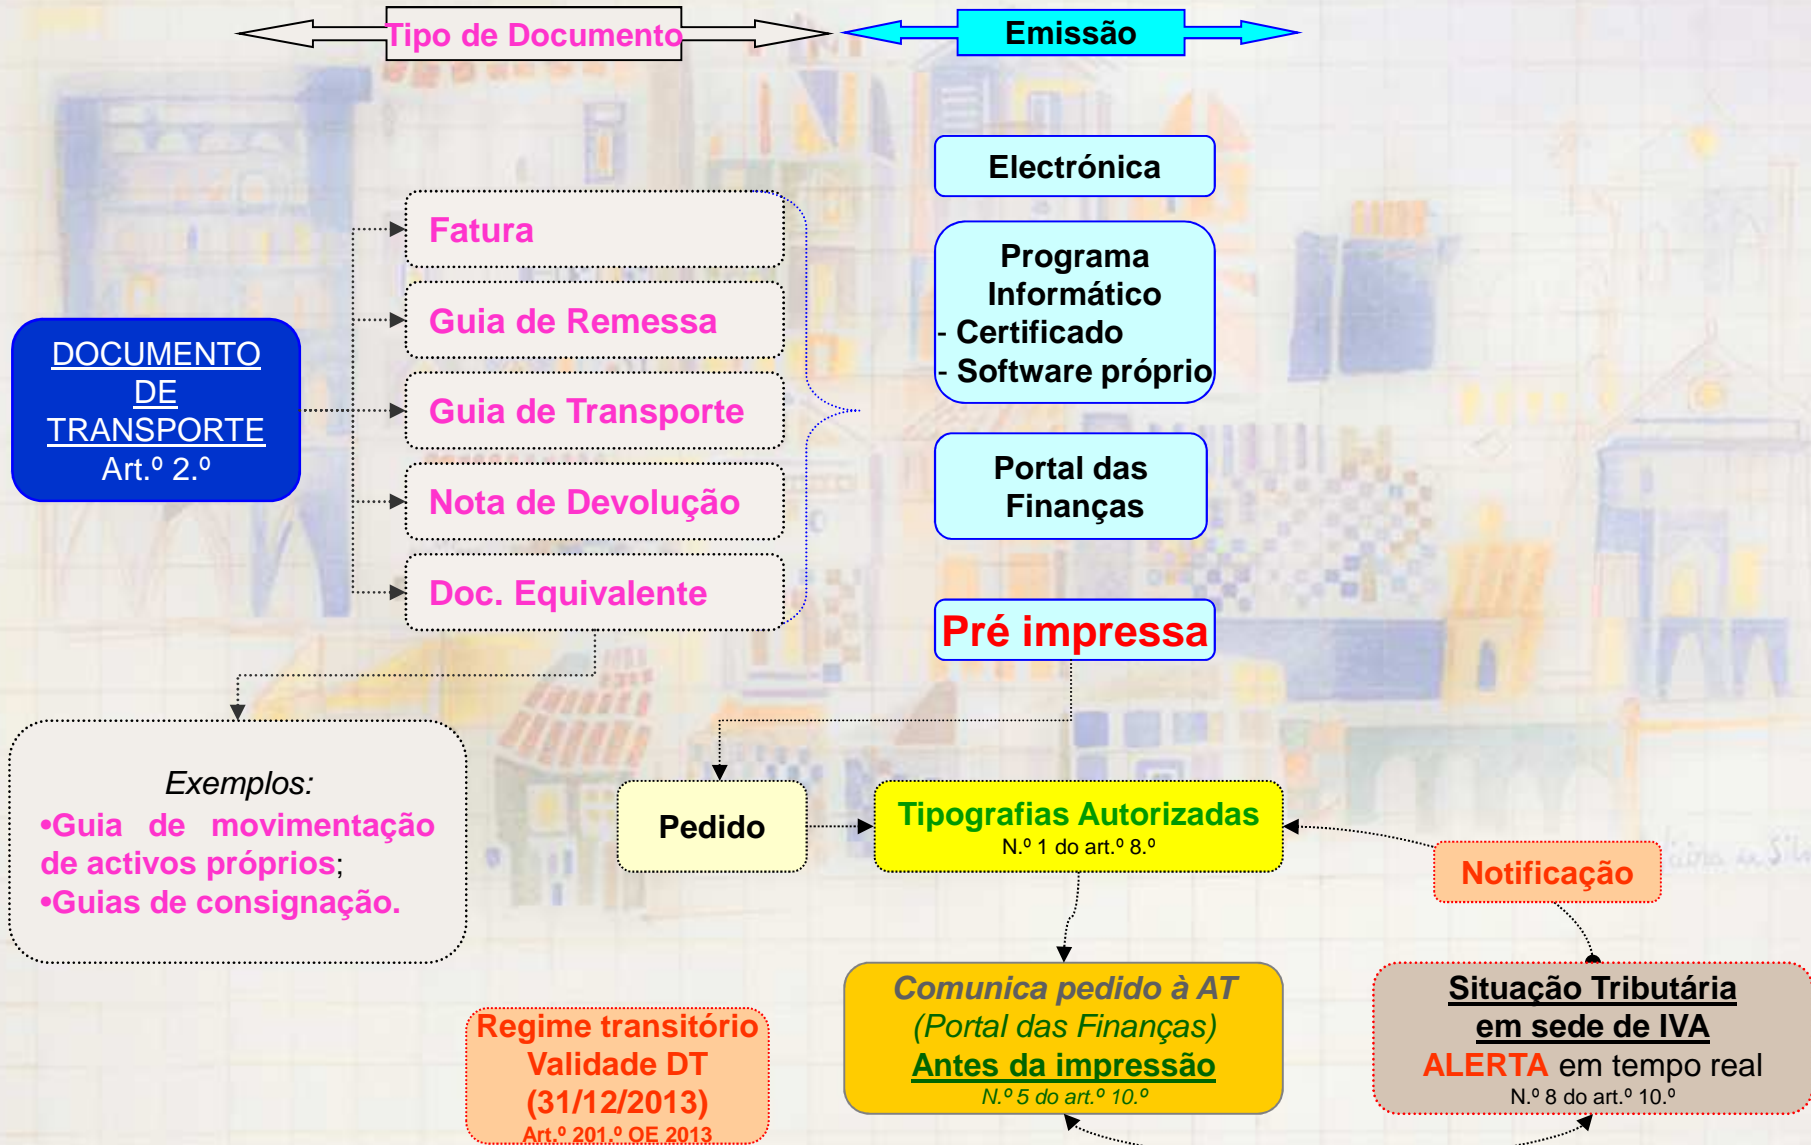 Tipo de Documento
Emissão
DOCUMENTO
DE
TRANSPORTE
Art.º 2.º
Fatura
Guia de Remessa
Guia de Transporte
Nota de Devolução
Doc. Equivalente
Electrónica
Programa
Informático
- Certificado
- Software próprio
Portal das
Finanças
Pré impressa
Exemplos:
•Guia de movimentação
de activos próprios;
•Guias de consignação.
Pedido
Tipografias Autorizadas
N.º 1 do art.º 8.º
Notificação
Regime transitório
Validade DT
(31/12/2013)
Art.º 201.º OE 2013
Comunica pedido à AT
(Portal das Finanças)
Antes da impressão
N.º 5 do art.º 10.º
Situação Tributária
em sede de IVA
ALERTA em tempo real
N.º 8 do art.º 10.º